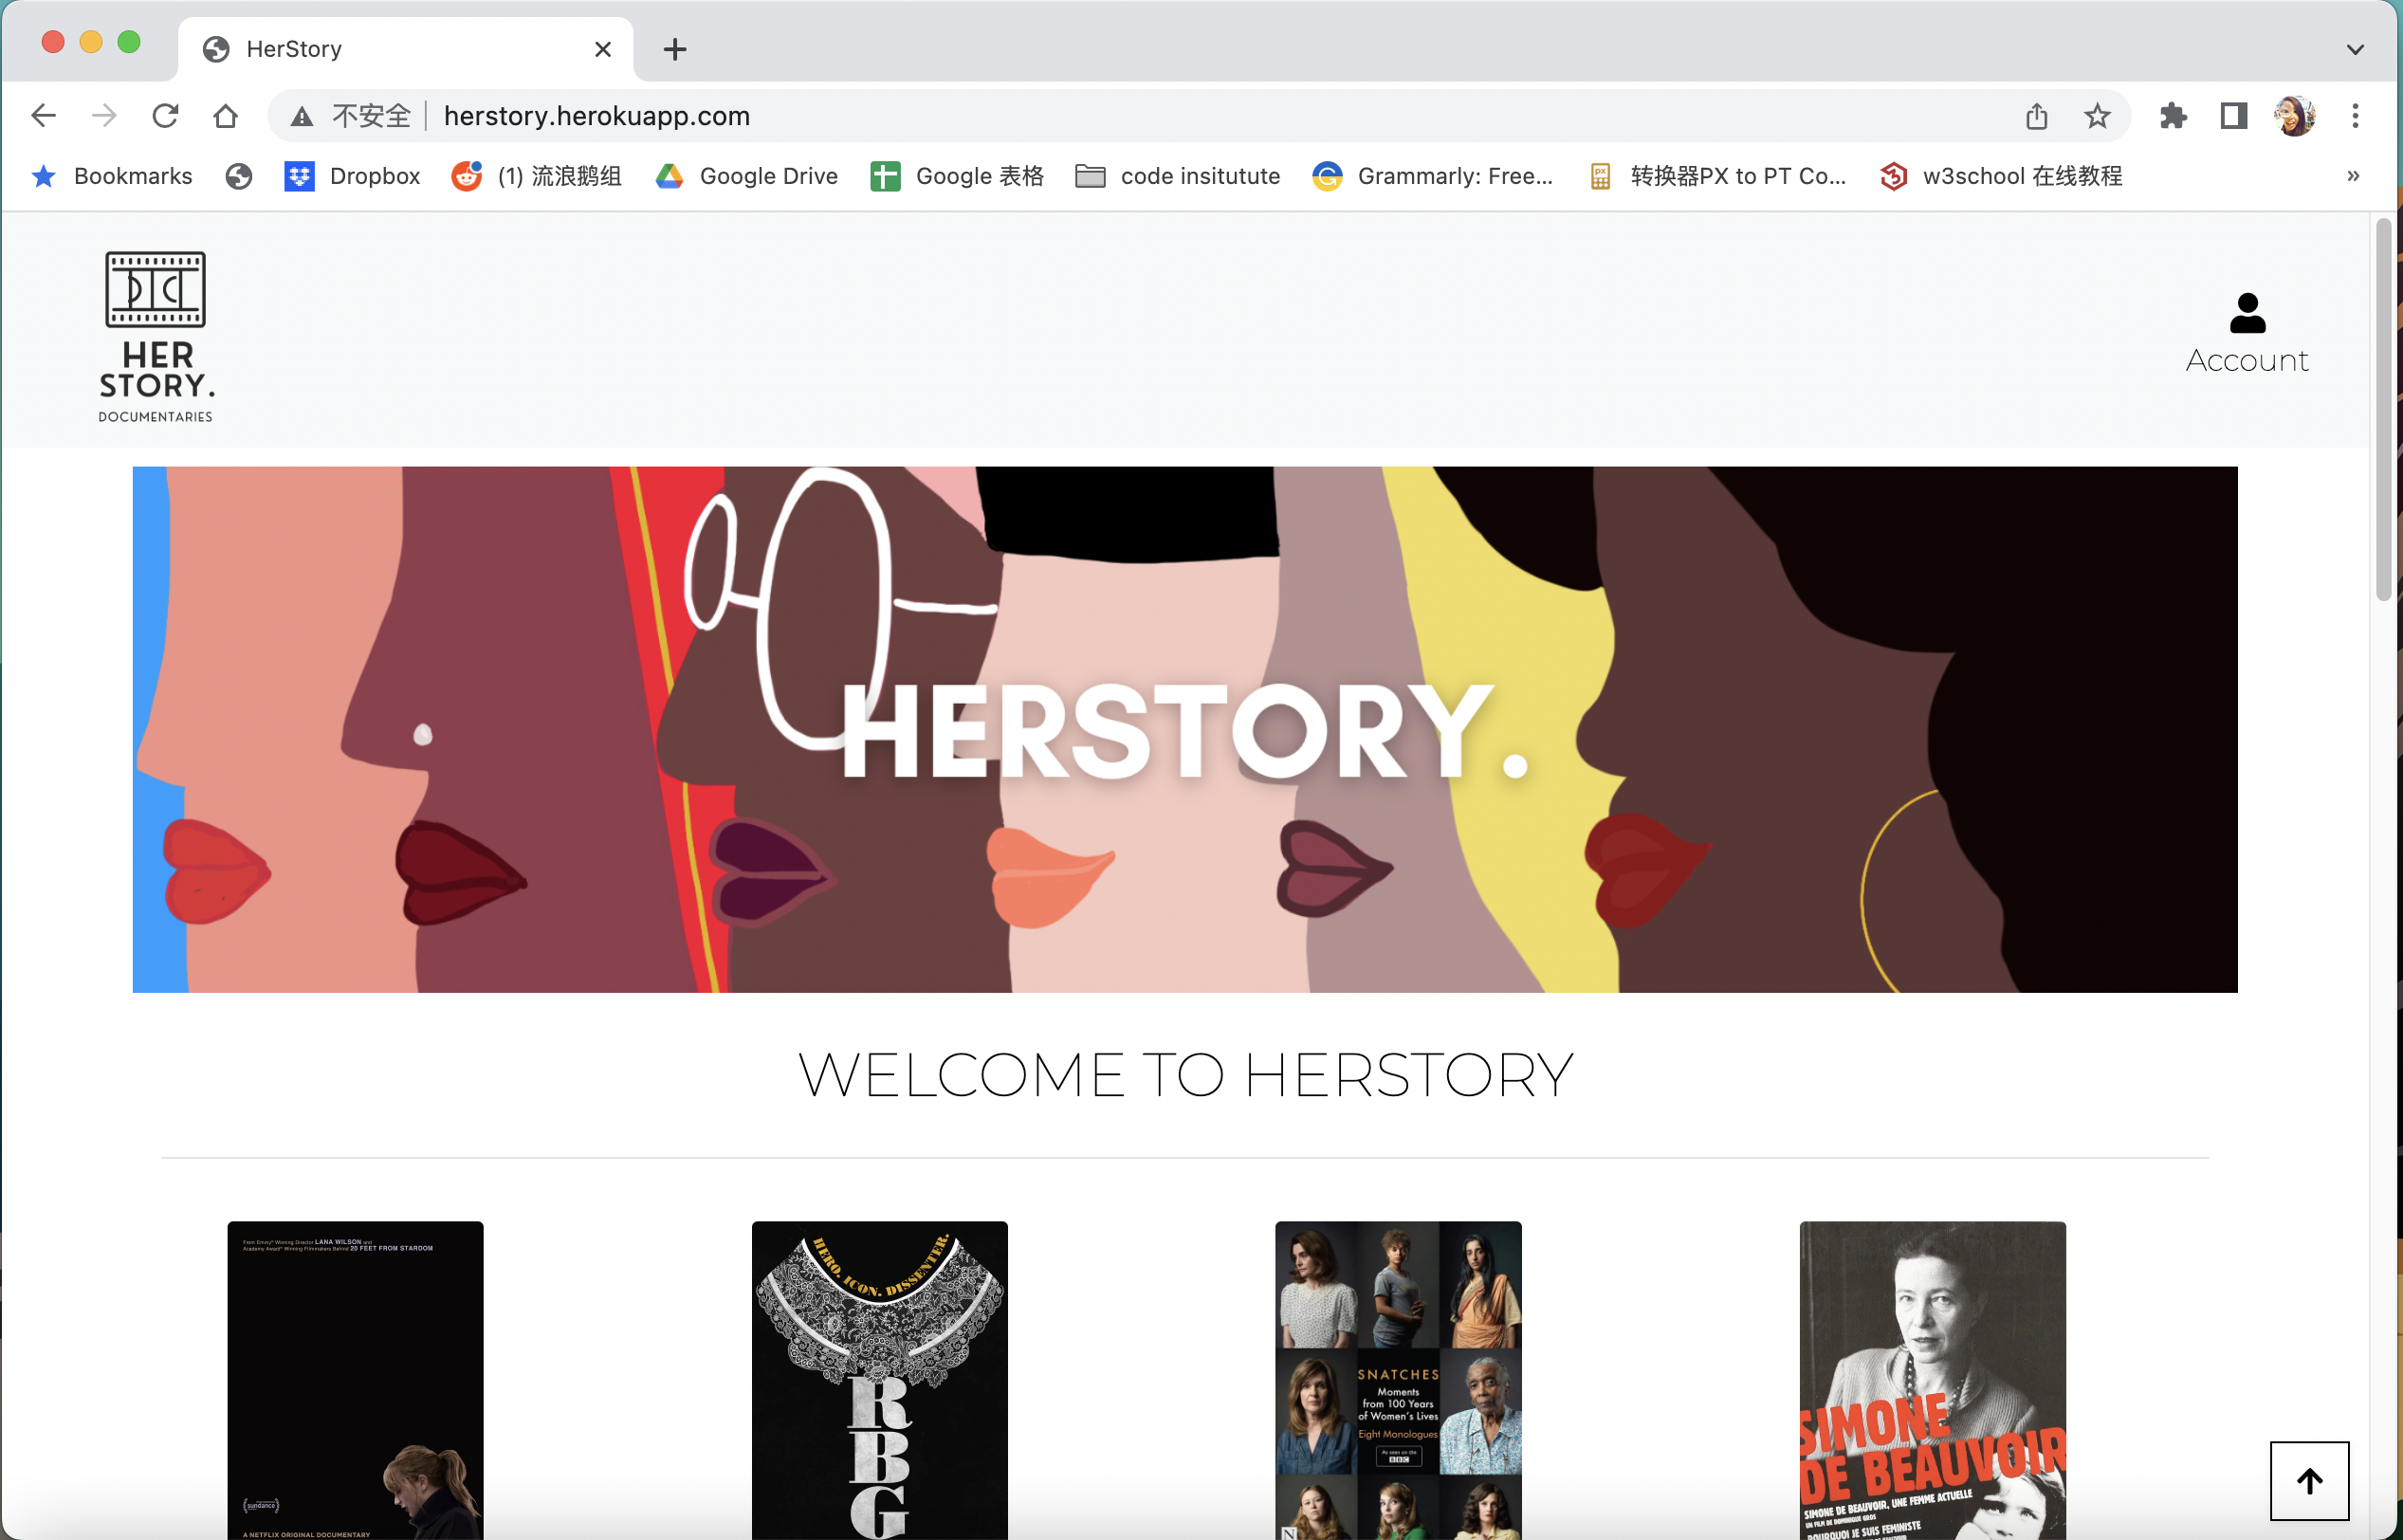 HerStory
不安全 herstory.herokuapp.com
Bookmarks Dropbox (1) 流浪鹅组 Google Drive Google 表格 code insitutute Grammarly: Free... 转换器PX to PT Co... w3school 在线教程 »
HER
STORY.
DOCUMENTARIES
Account
HERSTORY.
WELCOME TO HERSTORY
From Emmy® Winning Director LANA WILSON and
Academy Award® Winning Filmmakers Behind 20 FEET FROM STARDOM
sundance
A NETFLIX ORIGINAL DOCUMENTARY
HERO. ICON. DISSENTER.
R
B
G
SNATCHES
Moments
from 100 Years
of Women's Lives
Eight Monologues
As seen on the
BBC
N
SIMONE
DE BEAUVOIR
SIMONE DE BEAUVOIR, UNE FEMME ACTUELLE
UN FILM DE DOMINIQUE GROS
POURQUOI JE SUIS FEMINISTE